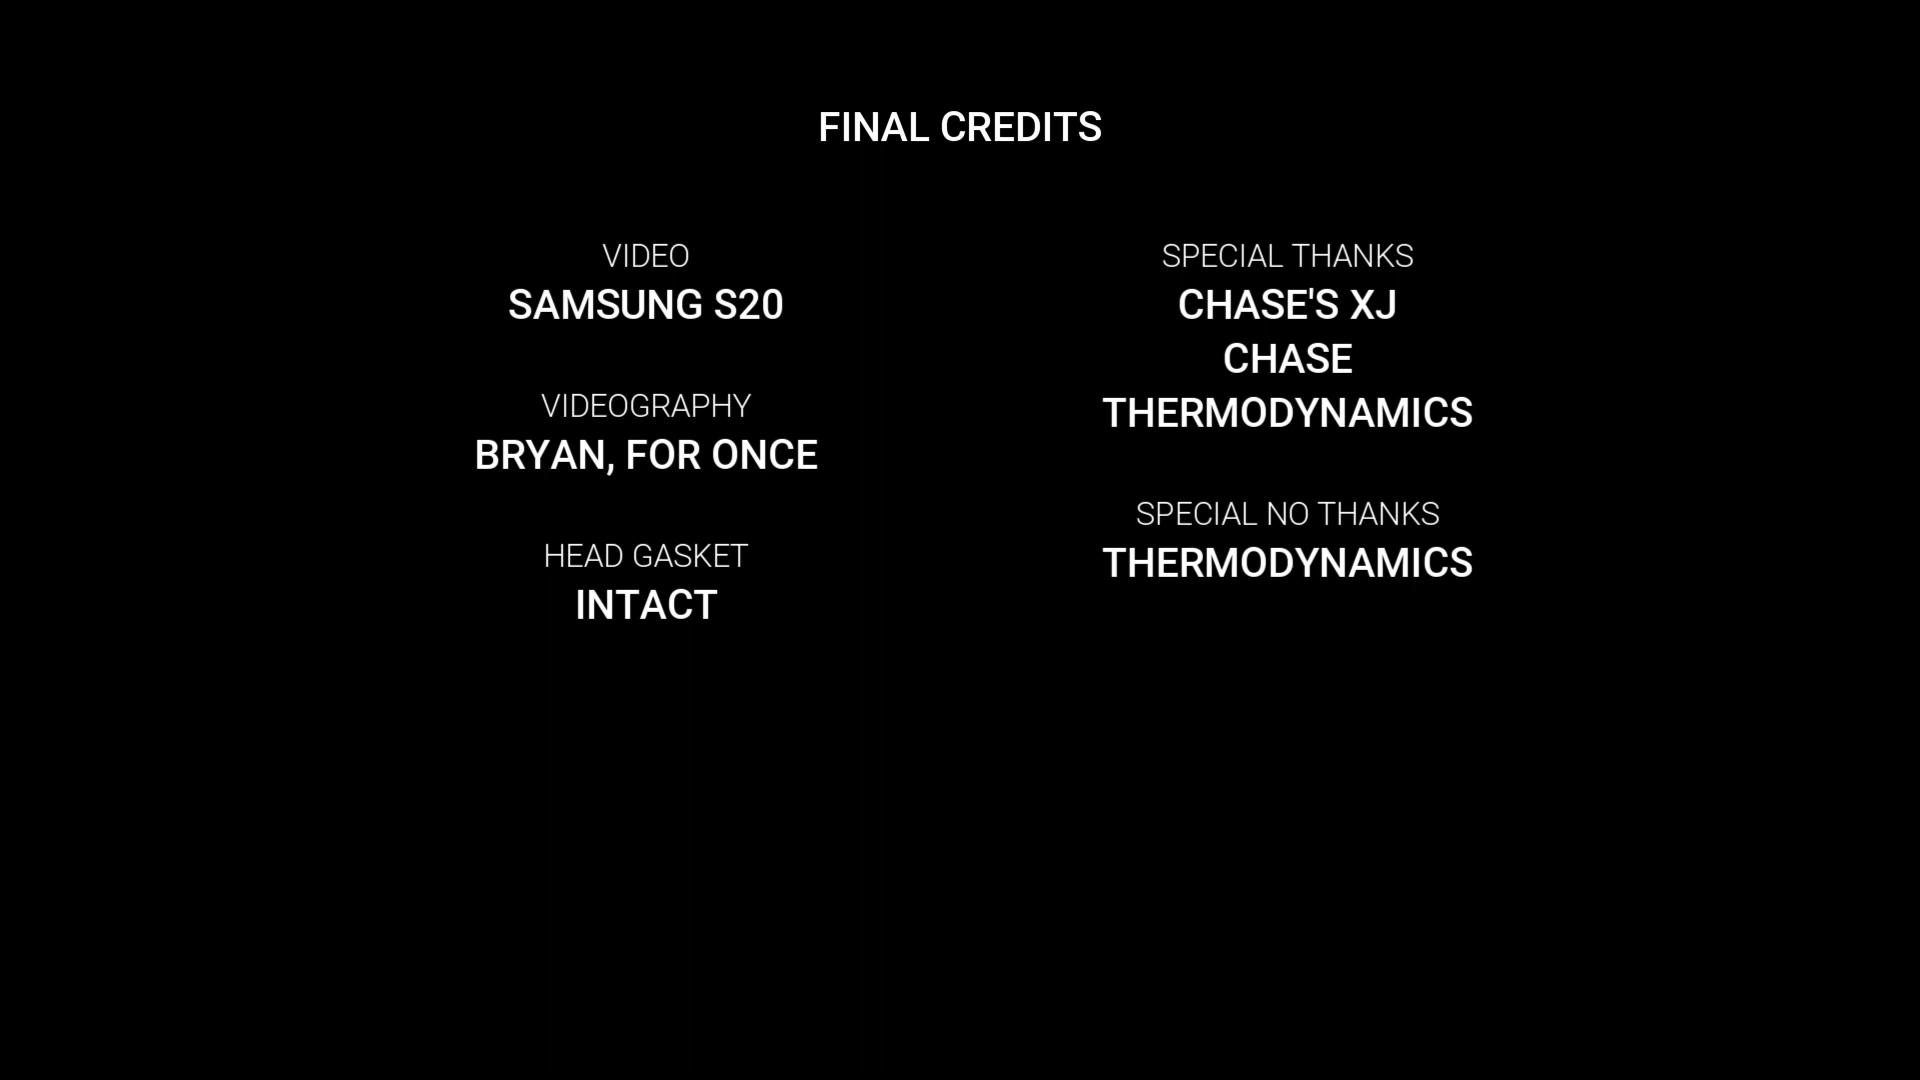 FINAL CREDITS
VIDEO
SAMSUNG S20
VIDEOGRAPHY
BRYAN, FOR ONCE
HEAD GASKET
INTACT
SPECIAL THANKS
CHASE'S XJ
CHASE
THERMODYNAMICS
SPECIAL NO THANKS
THERMODYNAMICS